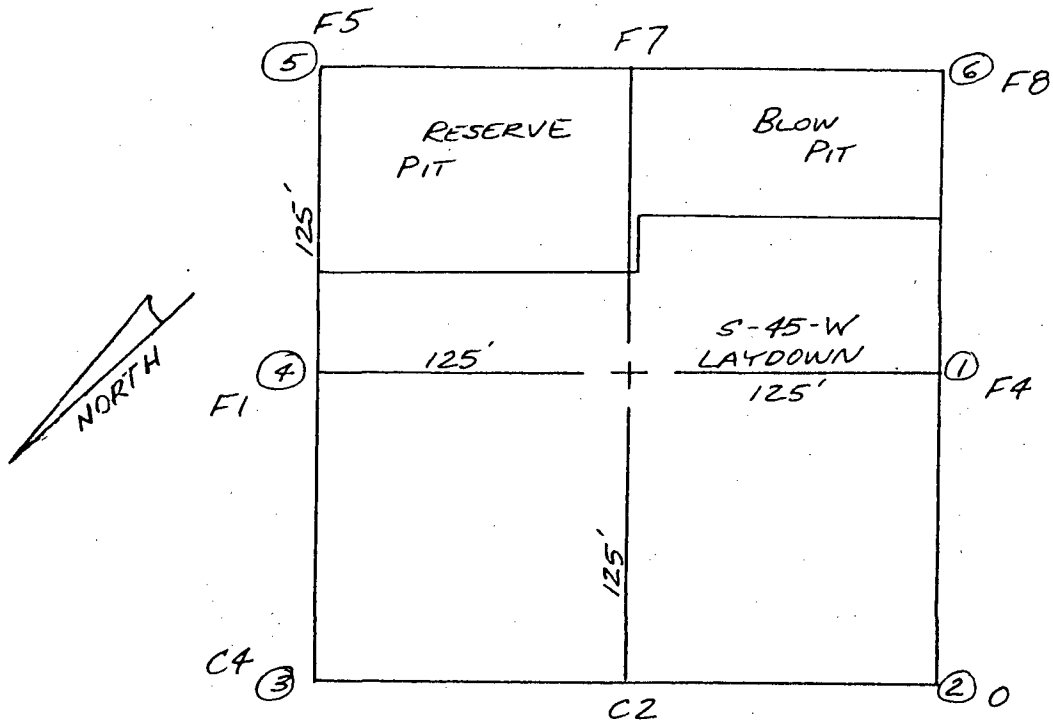 F5
F7
5
6 F8
RESERVE
PIT
BLOW
PIT
125'
S-45-W
LAYDOWN
NORTH
4
125'
125'
1
F1
F4
125'
C4
3
2 0
C2